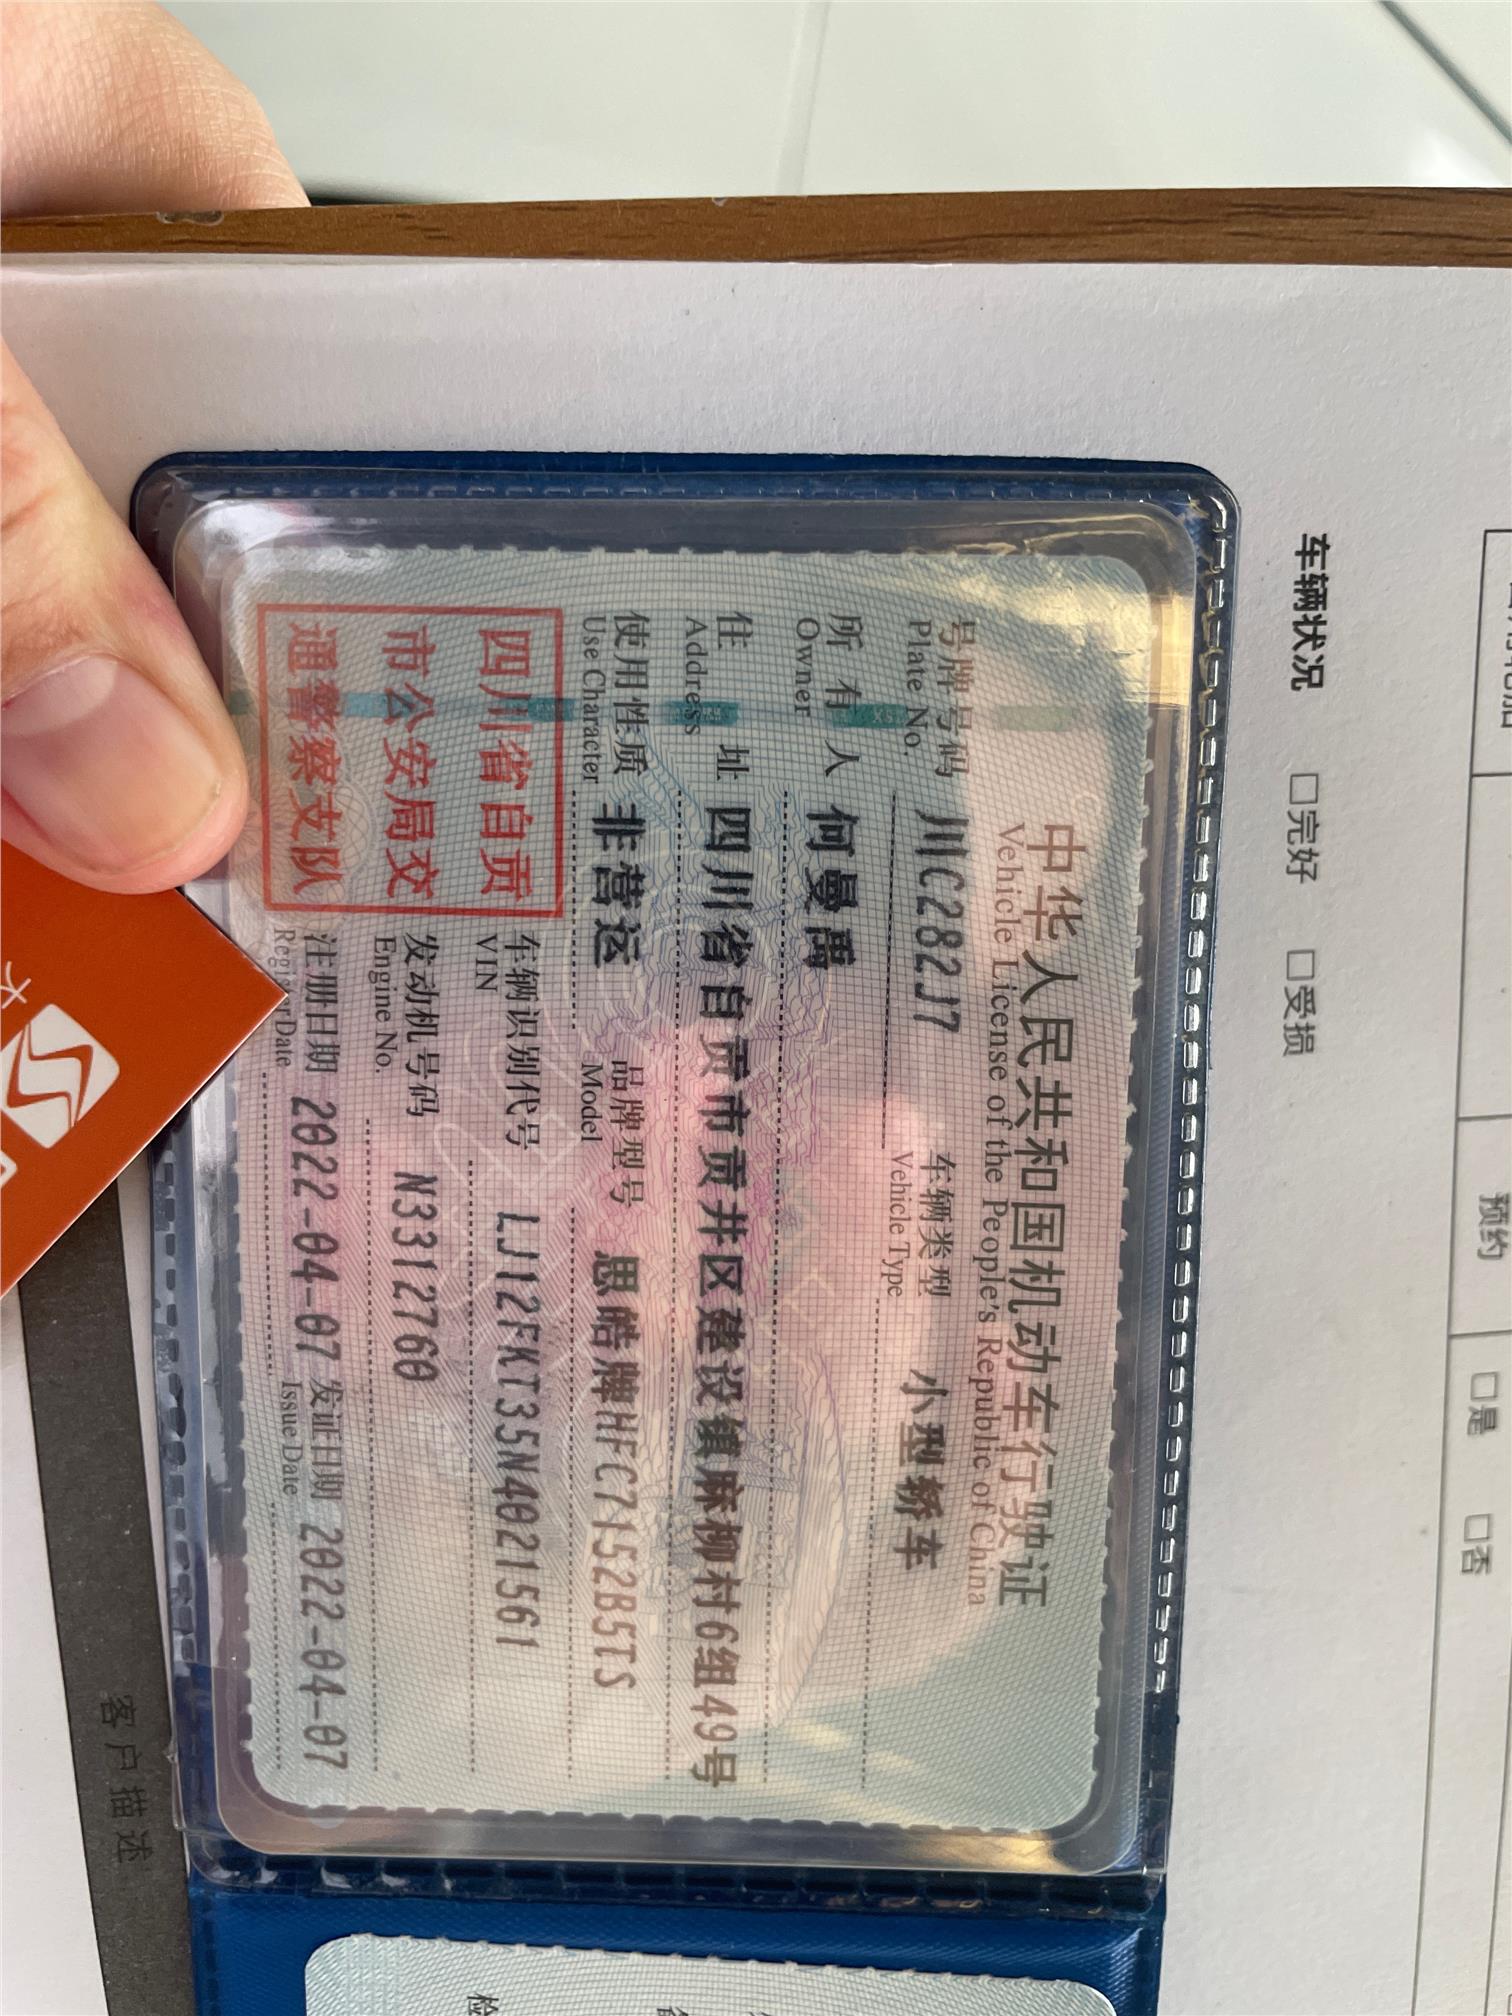 中华人民共和国机动车行驶证
Vehicle License of the People's Republic of China
号牌号码 川C282J7 车辆类型 小型轿车
Plate No. Vehicle Type
所有人 何曼禹
Owner
住址 四川省自贡市贡井区建设镇麻柳村6组49号
Address
使用性质 非营运 品牌型号 思皓牌HFC7152B5TS
Use Character Model
四川省自贡
市公安局交
通警察支队
车辆识别代号 LJ12FKT35N4021561
VIN
发动机号码 N3312760
Engine No.
注册日期 2022-04-07 发证日期 2022-04-07
Register Date Issue Date
车辆状况 □完好 □受损
预约 □是 □否
客户描述
检